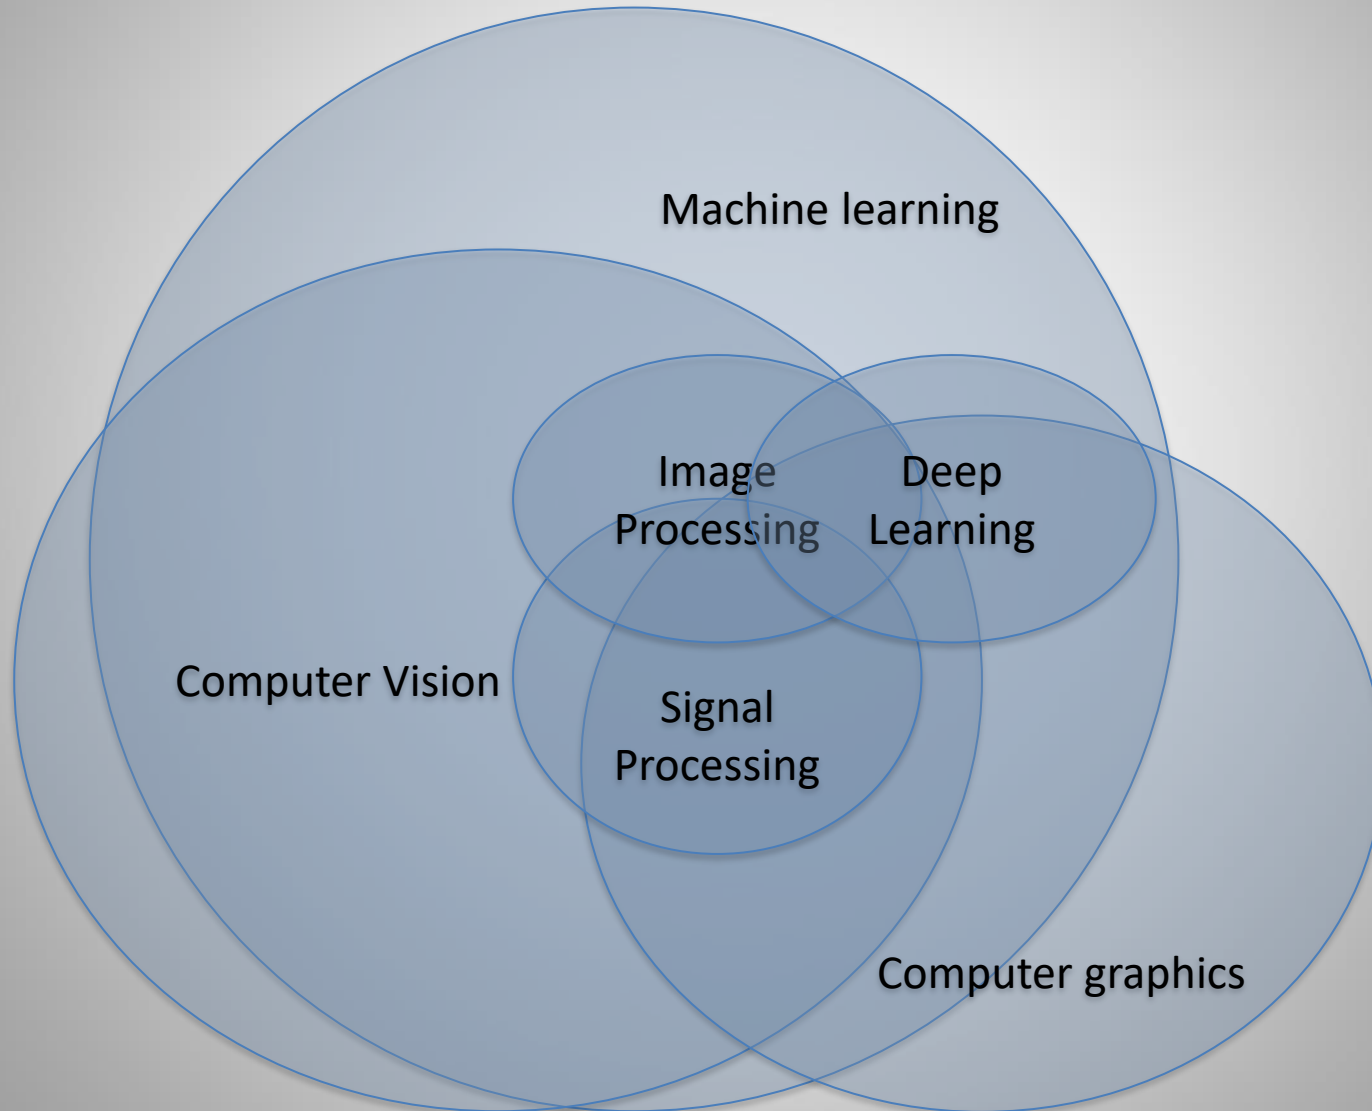 Machine learning
Image
Processing
Deep
Learning
Computer Vision
Signal
Processing
Computer graphics